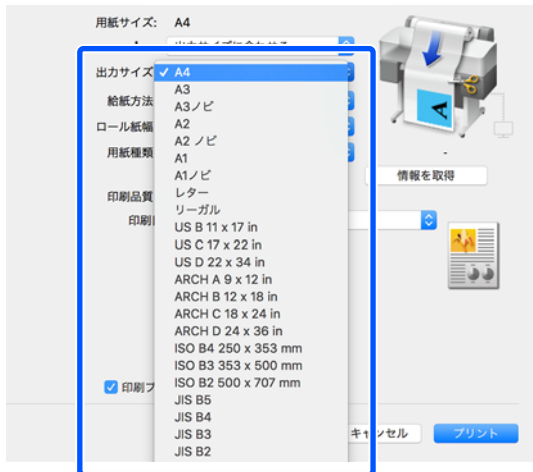 用紙サイズ: A4
出力サイズ
A4
A3
給紙方法
A3ノビ
ロール紙幅
A2
A2 ノビ
用紙種類
A1
-
A1ノビ
情報を取得
印刷品質
レター
リーガル
印刷
US B 11 x 17 in
US C 17 x 22 in
US D 22 x 34 in
ARCH A 9 x 12 in
ARCH B 12 x 18 in
ARCH C 18 x 24 in
ARCH D 24 x 36 in
ISO B4 250 x 353 mm
ISO B3 353 x 500 mm
印刷プ
ISO B2 500 x 707 mm
JIS B5
JIS B4
JIS B3
キャンセル
プリント
JIS B2